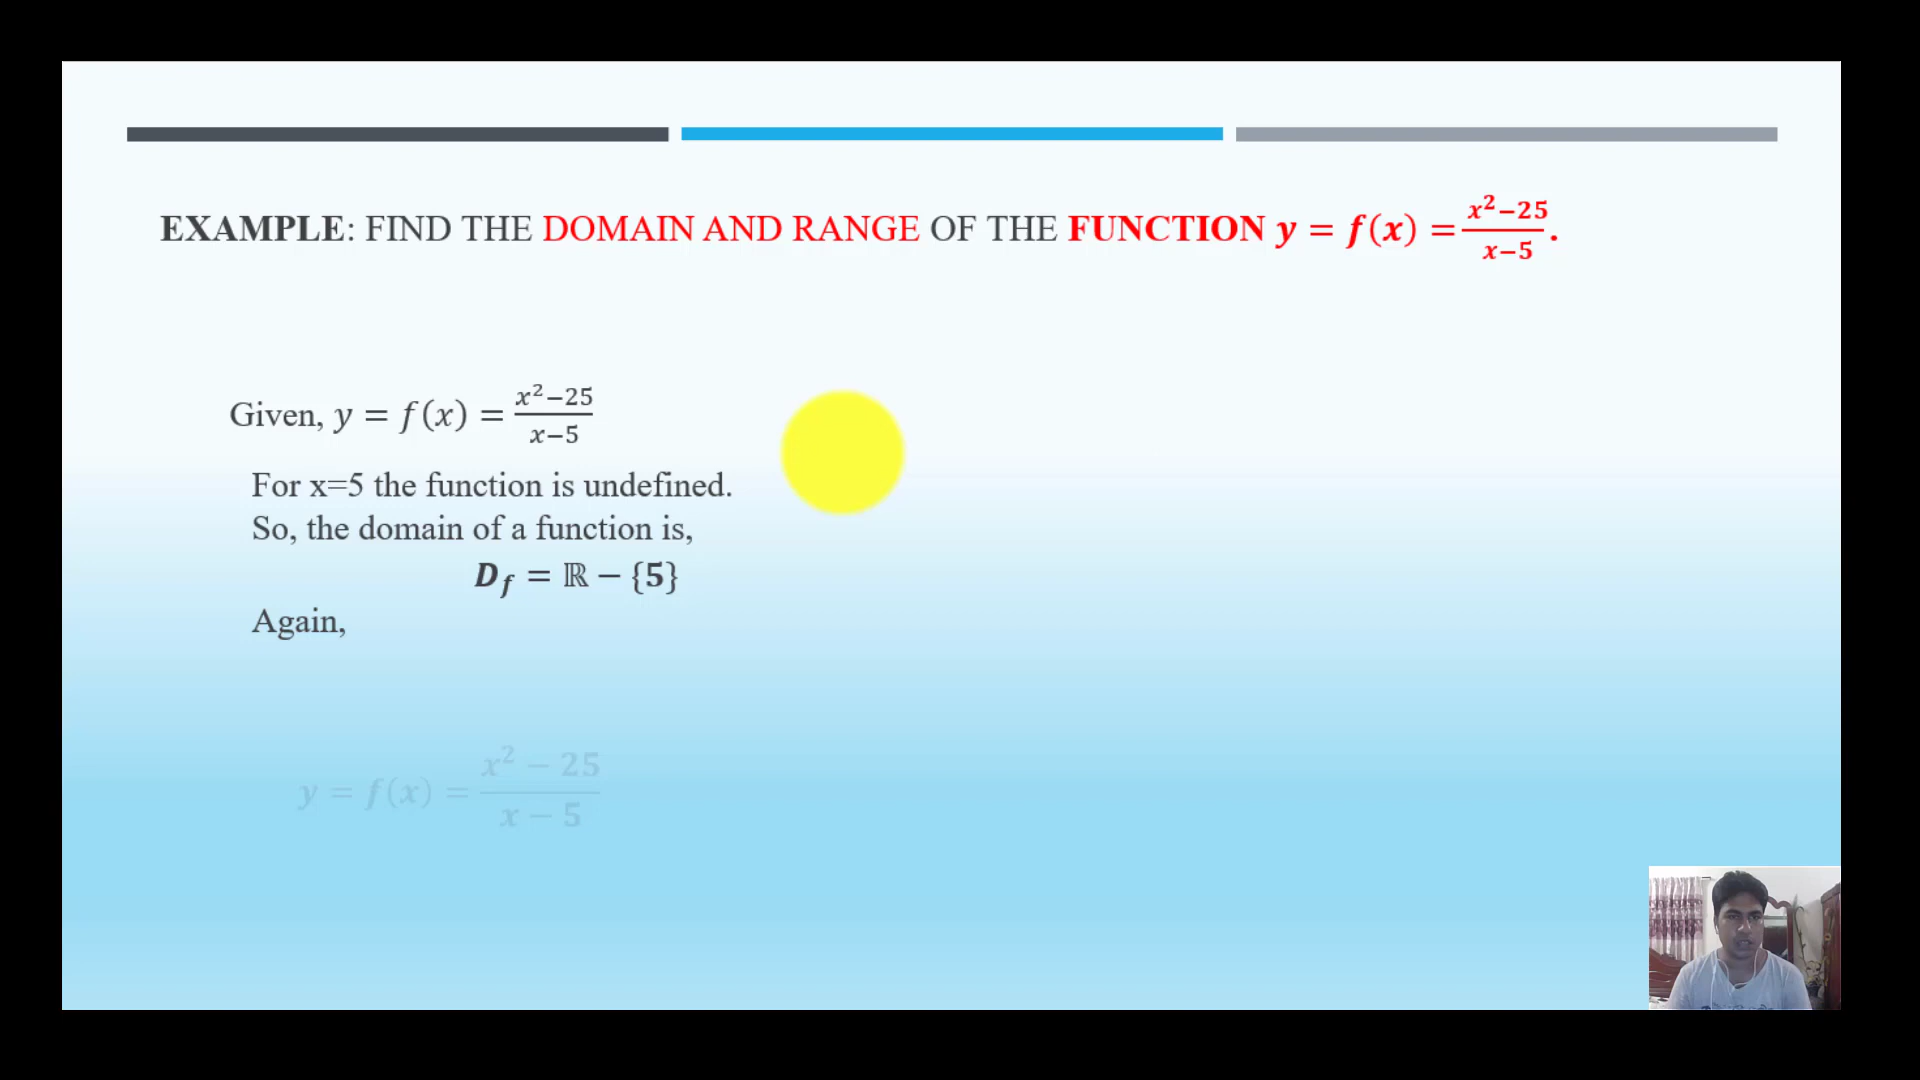 EXAMPLE: FIND THE DOMAIN AND RANGE OF THE FUNCTION y = f(x) = x²−25 / x−5.
Given, y = f(x) = x²−25 / x−5
For x=5 the function is undefined.
So, the domain of a function is,
D_f = ℝ − {5}
Again,
y = f(x) = x² − 25 / x − 5